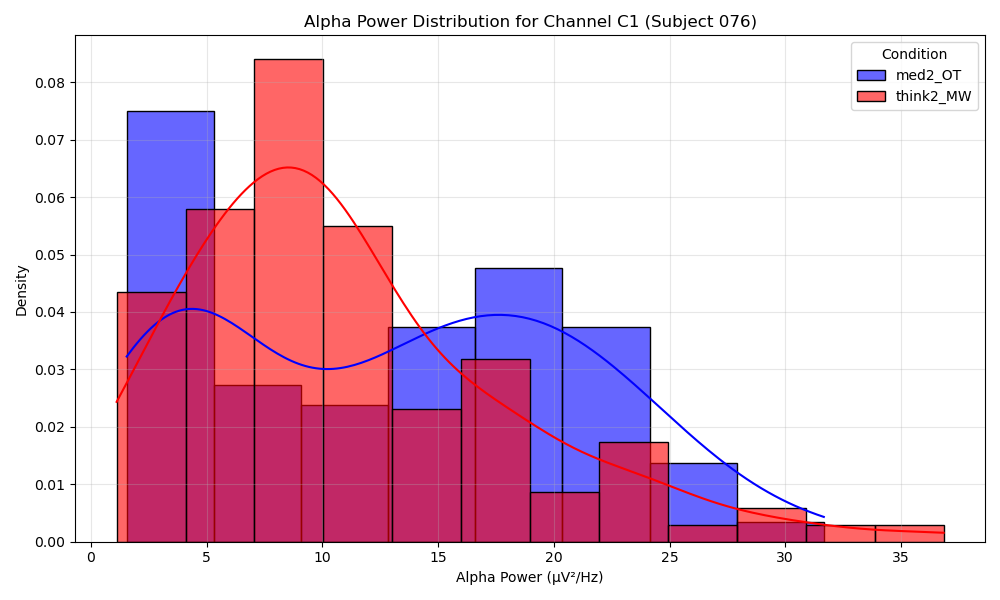 Alpha Power Distribution for Channel C1 (Subject 076)
Condition
med2_OT
think2_MW
Density
0.08
0.07
0.06
0.05
0.04
0.03
0.02
0.01
0.00
0 5 10 15 20 25 30 35
Alpha Power (µV²/Hz)